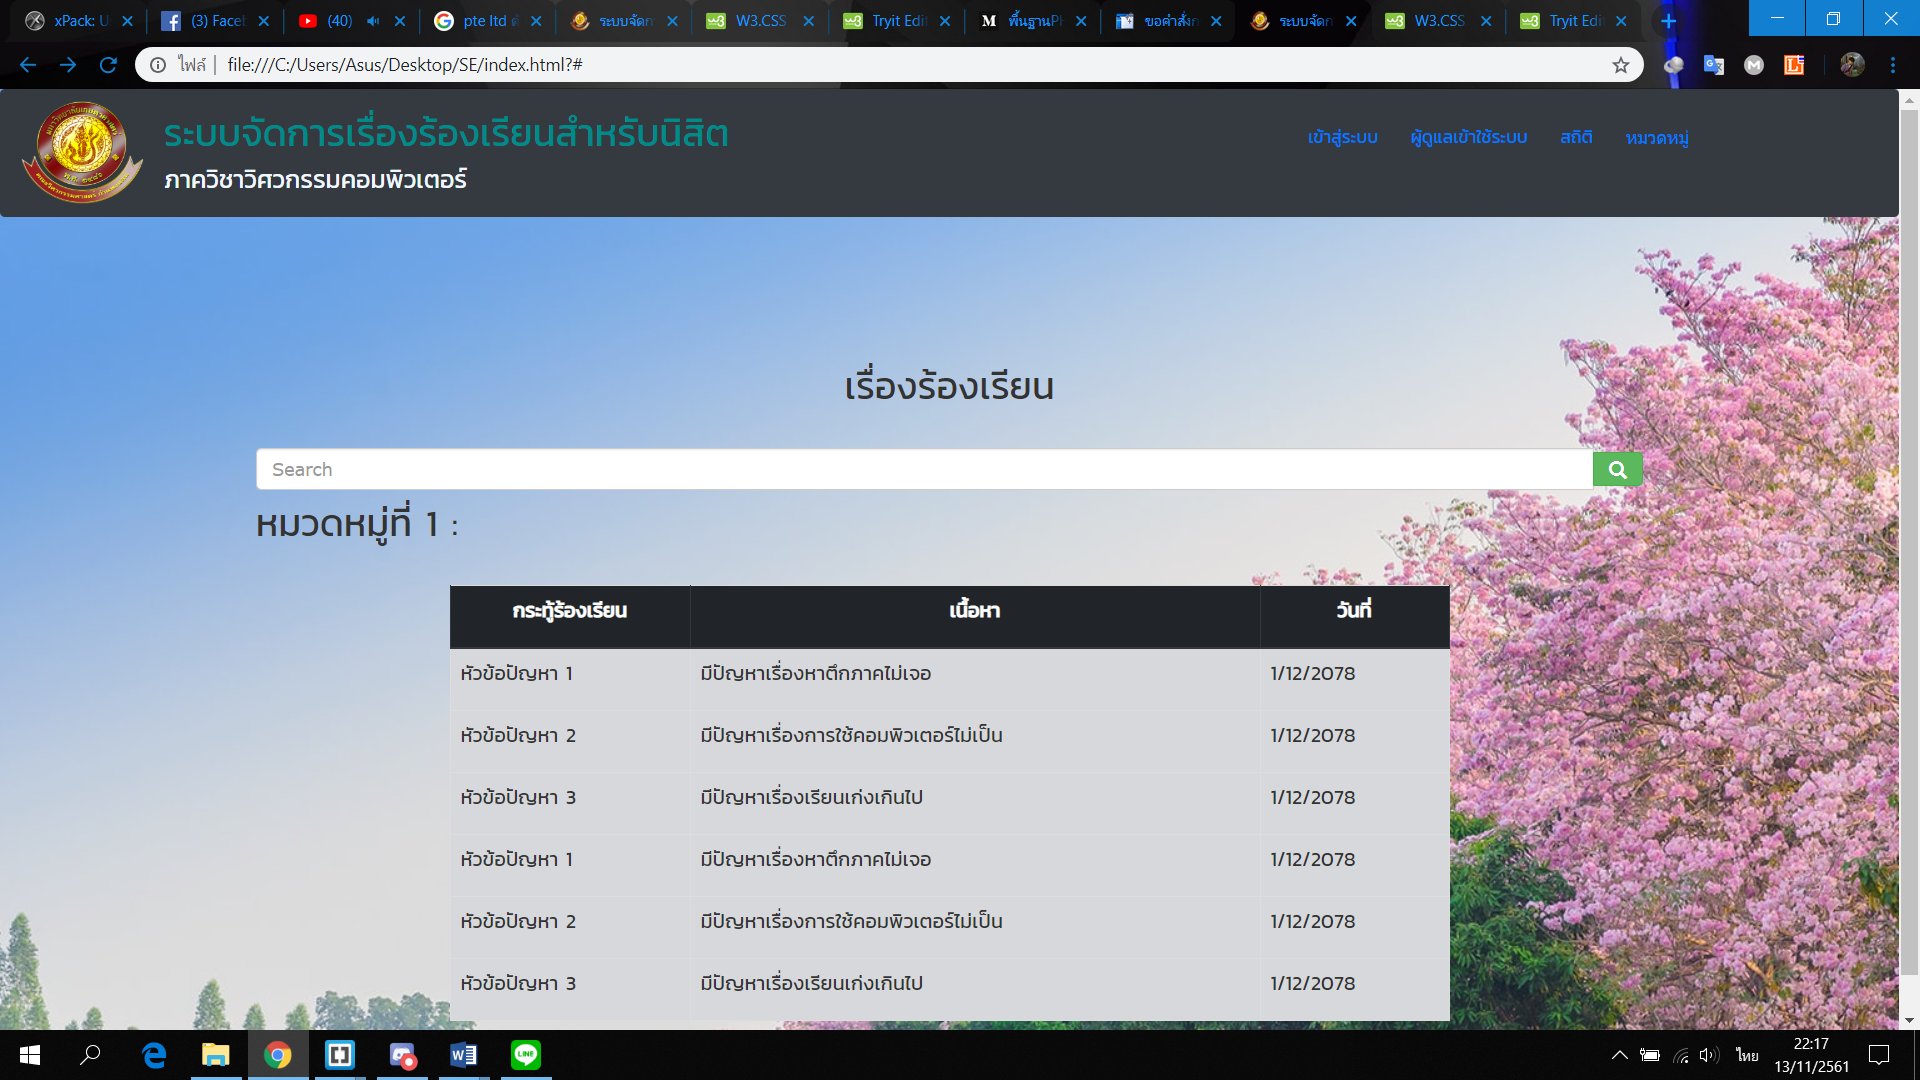 xPack: U
(3) Facel
(40)
pte ltd ต่
ระบบจัดกา
W3.CSS
Tryit Edit
พื้นฐานPH
ขอคำสั่งก
ระบบจัดก
W3.CSS
Tryit Edit
ไฟล์ | file:///C:/Users/Asus/Desktop/SE/index.html?#
ระบบจัดการเรื่องร้องเรียนสำหรับนิสิต
ภาควิชาวิศวกรรมคอมพิวเตอร์
เข้าสู่ระบบ ผู้ดูแลเข้าใช้ระบบ สถิติ หมวดหมู่
เรื่องร้องเรียน
Search
หมวดหมู่ที่ 1 :
กระทู้ร้องเรียน เนื้อหา วันที่
หัวข้อปัญหา 1 มีปัญหาเรื่องหาตึกภาคไม่เจอ 1/12/2078
หัวข้อปัญหา 2 มีปัญหาเรื่องการใช้คอมพิวเตอร์ไม่เป็น 1/12/2078
หัวข้อปัญหา 3 มีปัญหาเรื่องเรียนเก่งเกินไป 1/12/2078
หัวข้อปัญหา 1 มีปัญหาเรื่องหาตึกภาคไม่เจอ 1/12/2078
หัวข้อปัญหา 2 มีปัญหาเรื่องการใช้คอมพิวเตอร์ไม่เป็น 1/12/2078
หัวข้อปัญหา 3 มีปัญหาเรื่องเรียนเก่งเกินไป 1/12/2078
LINE
ไทย
22:17
13/11/2561